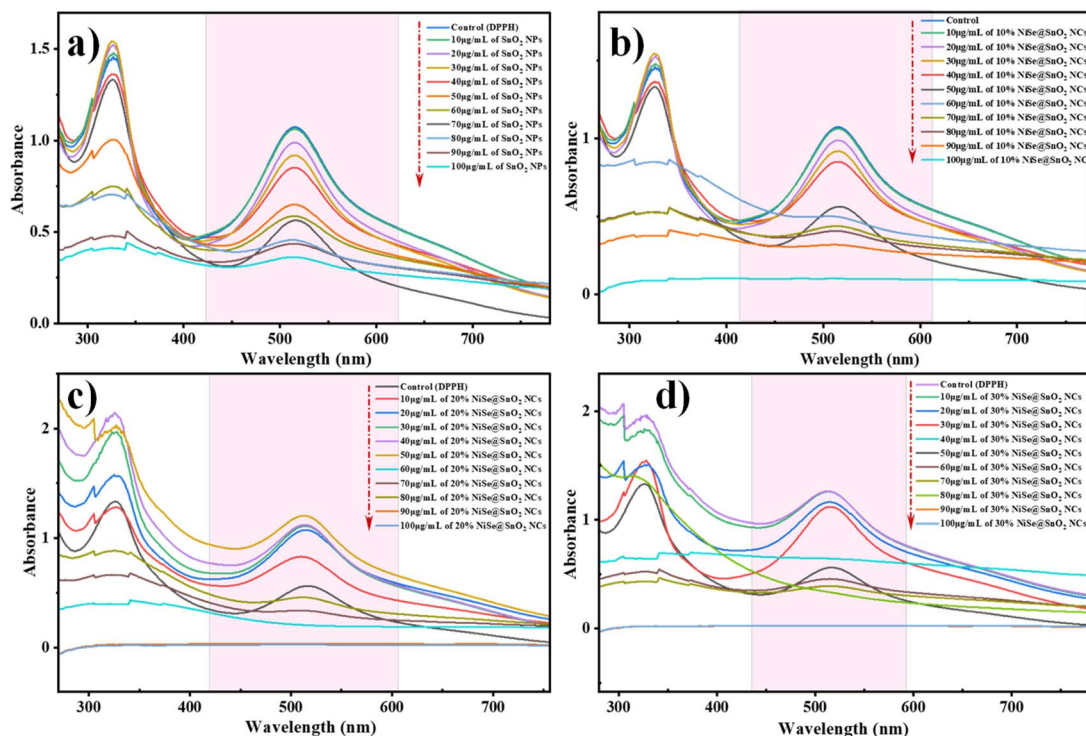 a)
Control (DPPH)
10µg/mL of SnO2 NPs
20µg/mL of SnO2 NPs
30µg/mL of SnO2 NPs
40µg/mL of SnO2 NPs
50µg/mL of SnO2 NPs
60µg/mL of SnO2 NPs
70µg/mL of SnO2 NPs
80µg/mL of SnO2 NPs
90µg/mL of SnO2 NPs
100µg/mL of SnO2 NPs
1.5
1.0
0.5
0.0
Absorbance
300 400 500 600 700
Wavelength (nm)
b)
Control
10µg/mL of 10% NiSe@SnO2 NCs
20µg/mL of 10% NiSe@SnO2 NCs
30µg/mL of 10% NiSe@SnO2 NCs
40µg/mL of 10% NiSe@SnO2 NCs
50µg/mL of 10% NiSe@SnO2 NCs
60µg/mL of 10% NiSe@SnO2 NCs
70µg/mL of 10% NiSe@SnO2 NCs
80µg/mL of 10% NiSe@SnO2 NCs
90µg/mL of 10% NiSe@SnO2 NCs
100µg/mL of 10% NiSe@SnO2 NC
1
0
Absorbance
300 400 500 600 700
Wavelength (nm)
c)
Control (DPPH)
10µg/mL of 20% NiSe@SnO2 NCs
20µg/mL of 20% NiSe@SnO2 NCs
30µg/mL of 20% NiSe@SnO2 NCs
40µg/mL of 20% NiSe@SnO2 NCs
50µg/mL of 20% NiSe@SnO2 NCs
60µg/mL of 20% NiSe@SnO2 NCs
70µg/mL of 20% NiSe@SnO2 NCs
80µg/mL of 20% NiSe@SnO2 NCs
90µg/mL of 20% NiSe@SnO2 NCs
100µg/mL of 20% NiSe@SnO2 NCs
2
1
0
Absorbance
300 400 500 600 700
Wavelength (nm)
d)
Control (DPPH)
10µg/mL of 30% NiSe@SnO2 NCs
20µg/mL of 30% NiSe@SnO2 NCs
30µg/mL of 30% NiSe@SnO2 NCs
40µg/mL of 30% NiSe@SnO2 NCs
50µg/mL of 30% NiSe@SnO2 NCs
60µg/mL of 30% NiSe@SnO2 NCs
70µg/mL of 30% NiSe@SnO2 NCs
80µg/mL of 30% NiSe@SnO2 NCs
90µg/mL of 30% NiSe@SnO2 NCs
100µg/mL of 30% NiSe@SnO2 NCs
2
1
0
Absorbance
300 400 500 600 700
Wavelength (nm)